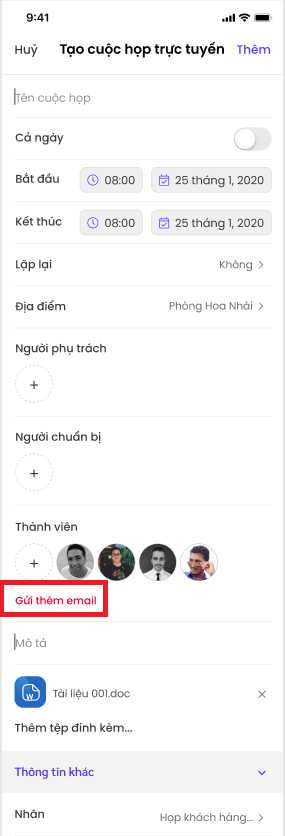 9:41
Huỷ Tạo cuộc họp trực tuyến Thêm
Tên cuộc họp
Cả ngày
Bắt đầu 08:00 25 tháng 1, 2020
Kết thúc 08:00 25 tháng 1, 2020
Lặp lại Không
Địa điểm Phòng Hoa Nhài
Người phụ trách
Người chuẩn bị
Thành viên
Gửi thêm email
Mô tả
W Tài liệu 001.doc
Thêm tệp đính kèm...
Thông tin khác
Nhãn Họp khách hàng...